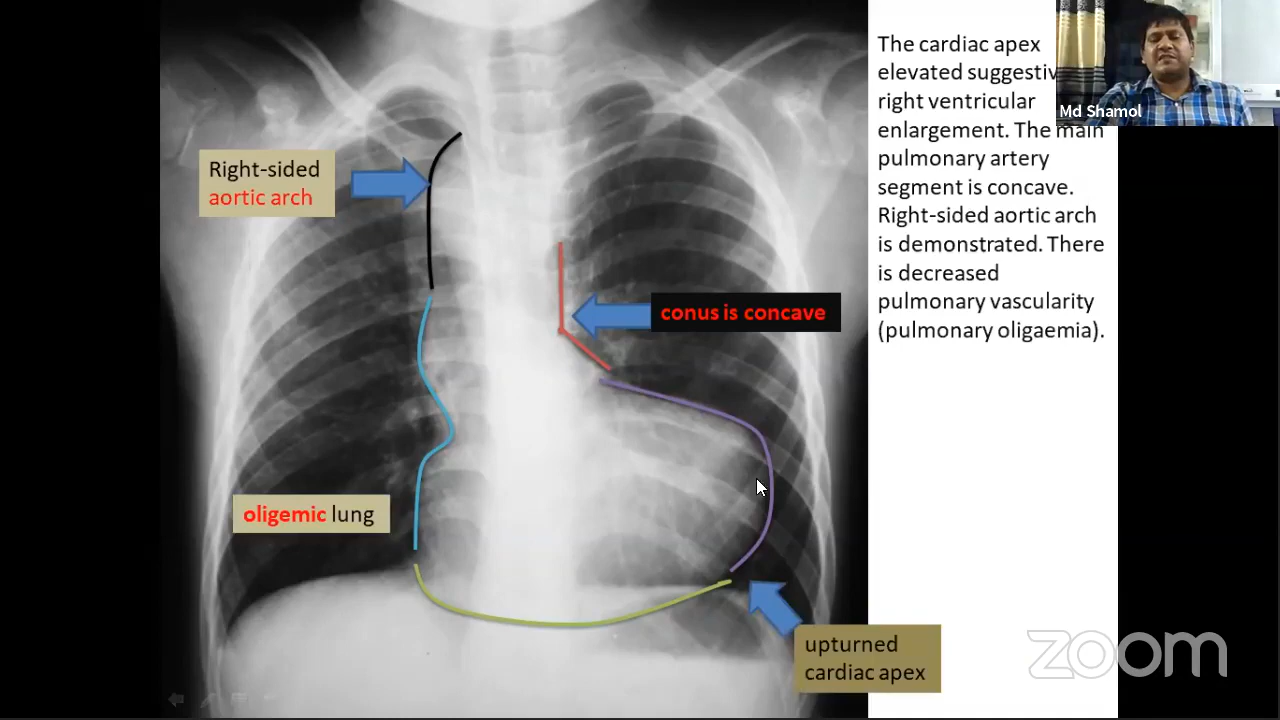 Right-sided
aortic arch
conus is concave
oligemic lung
upturned
cardiac apex
The cardiac apex
elevated suggestiv
right ventricular
enlargement. The main
pulmonary artery
segment is concave.
Right-sided aortic arch
is demonstrated. There
is decreased
pulmonary vascularity
(pulmonary oligaemia).
Md Shamol
zoom